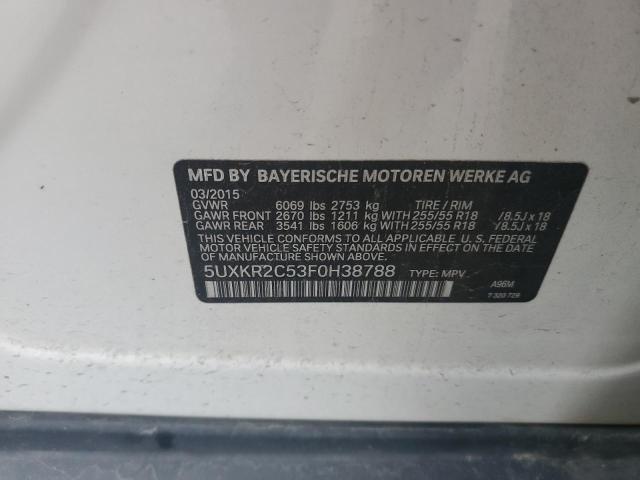 MFD BY BAYERISCHE MOTOREN WERKE AG
03/2015
GVWR 6069 lbs 2753 kg TIRE / RIM
GAWR FRONT 2670 lbs 1211 kg WITH 255/55 R18 /8.5J x 18
GAWR REAR 3541 lbs 1606 kg WITH 255/55 R18 /8.5J x 18
THIS VEHICLE CONFORMS TO ALL APPLICABLE U. S. FEDERAL
MOTOR VEHICLE SAFETY STANDARDS IN EFFECT ON THE DATE
OF MANUFACTURE SHOWN ABOVE.
5UXKR2C53F0H38788 TYPE: MPV
A96M
7 320 729